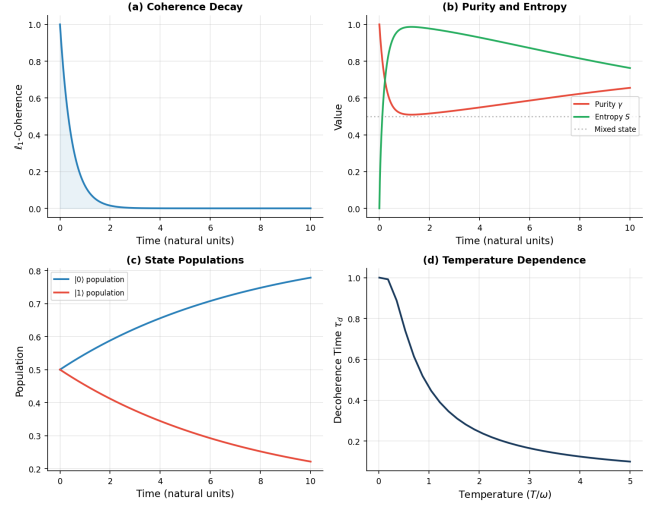 (a) Coherence Decay
1.0
0.8
0.6
0.4
0.2
0.0
ℓ₁-Coherence
0 2 4 6 8 10
Time (natural units)
(b) Purity and Entropy
1.0
0.8
0.6
0.4
0.2
0.0
Value
Purity γ
Entropy S
Mixed state
0 2 4 6 8 10
Time (natural units)
(c) State Populations
0.8
0.7
0.6
0.5
0.4
0.3
0.2
Population
|0⟩ population
|1⟩ population
0 2 4 6 8 10
Time (natural units)
(d) Temperature Dependence
1.0
0.8
0.6
0.4
0.2
Decoherence Time τ_d
0 1 2 3 4 5
Temperature (T/ω)